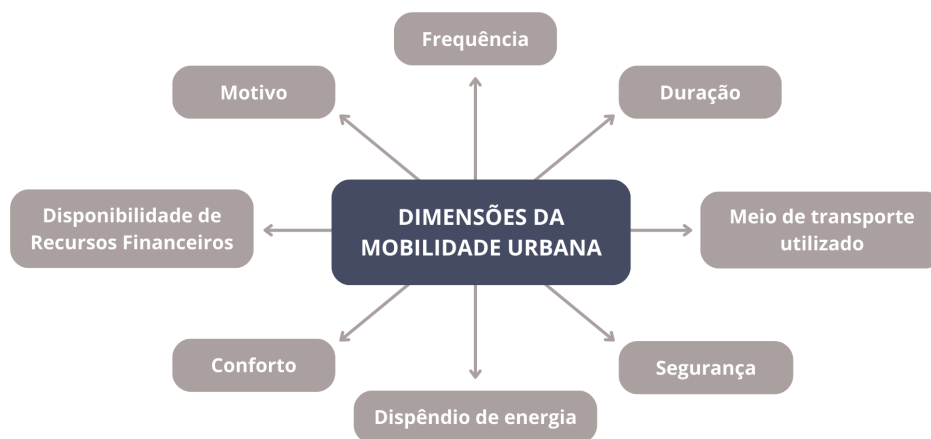 Frequência
Motivo
Duração
Disponibilidade de
Recursos Financeiros
DIMENSÕES DA
MOBILIDADE URBANA
Meio de transporte
utilizado
Conforto
Segurança
Dispêndio de energia